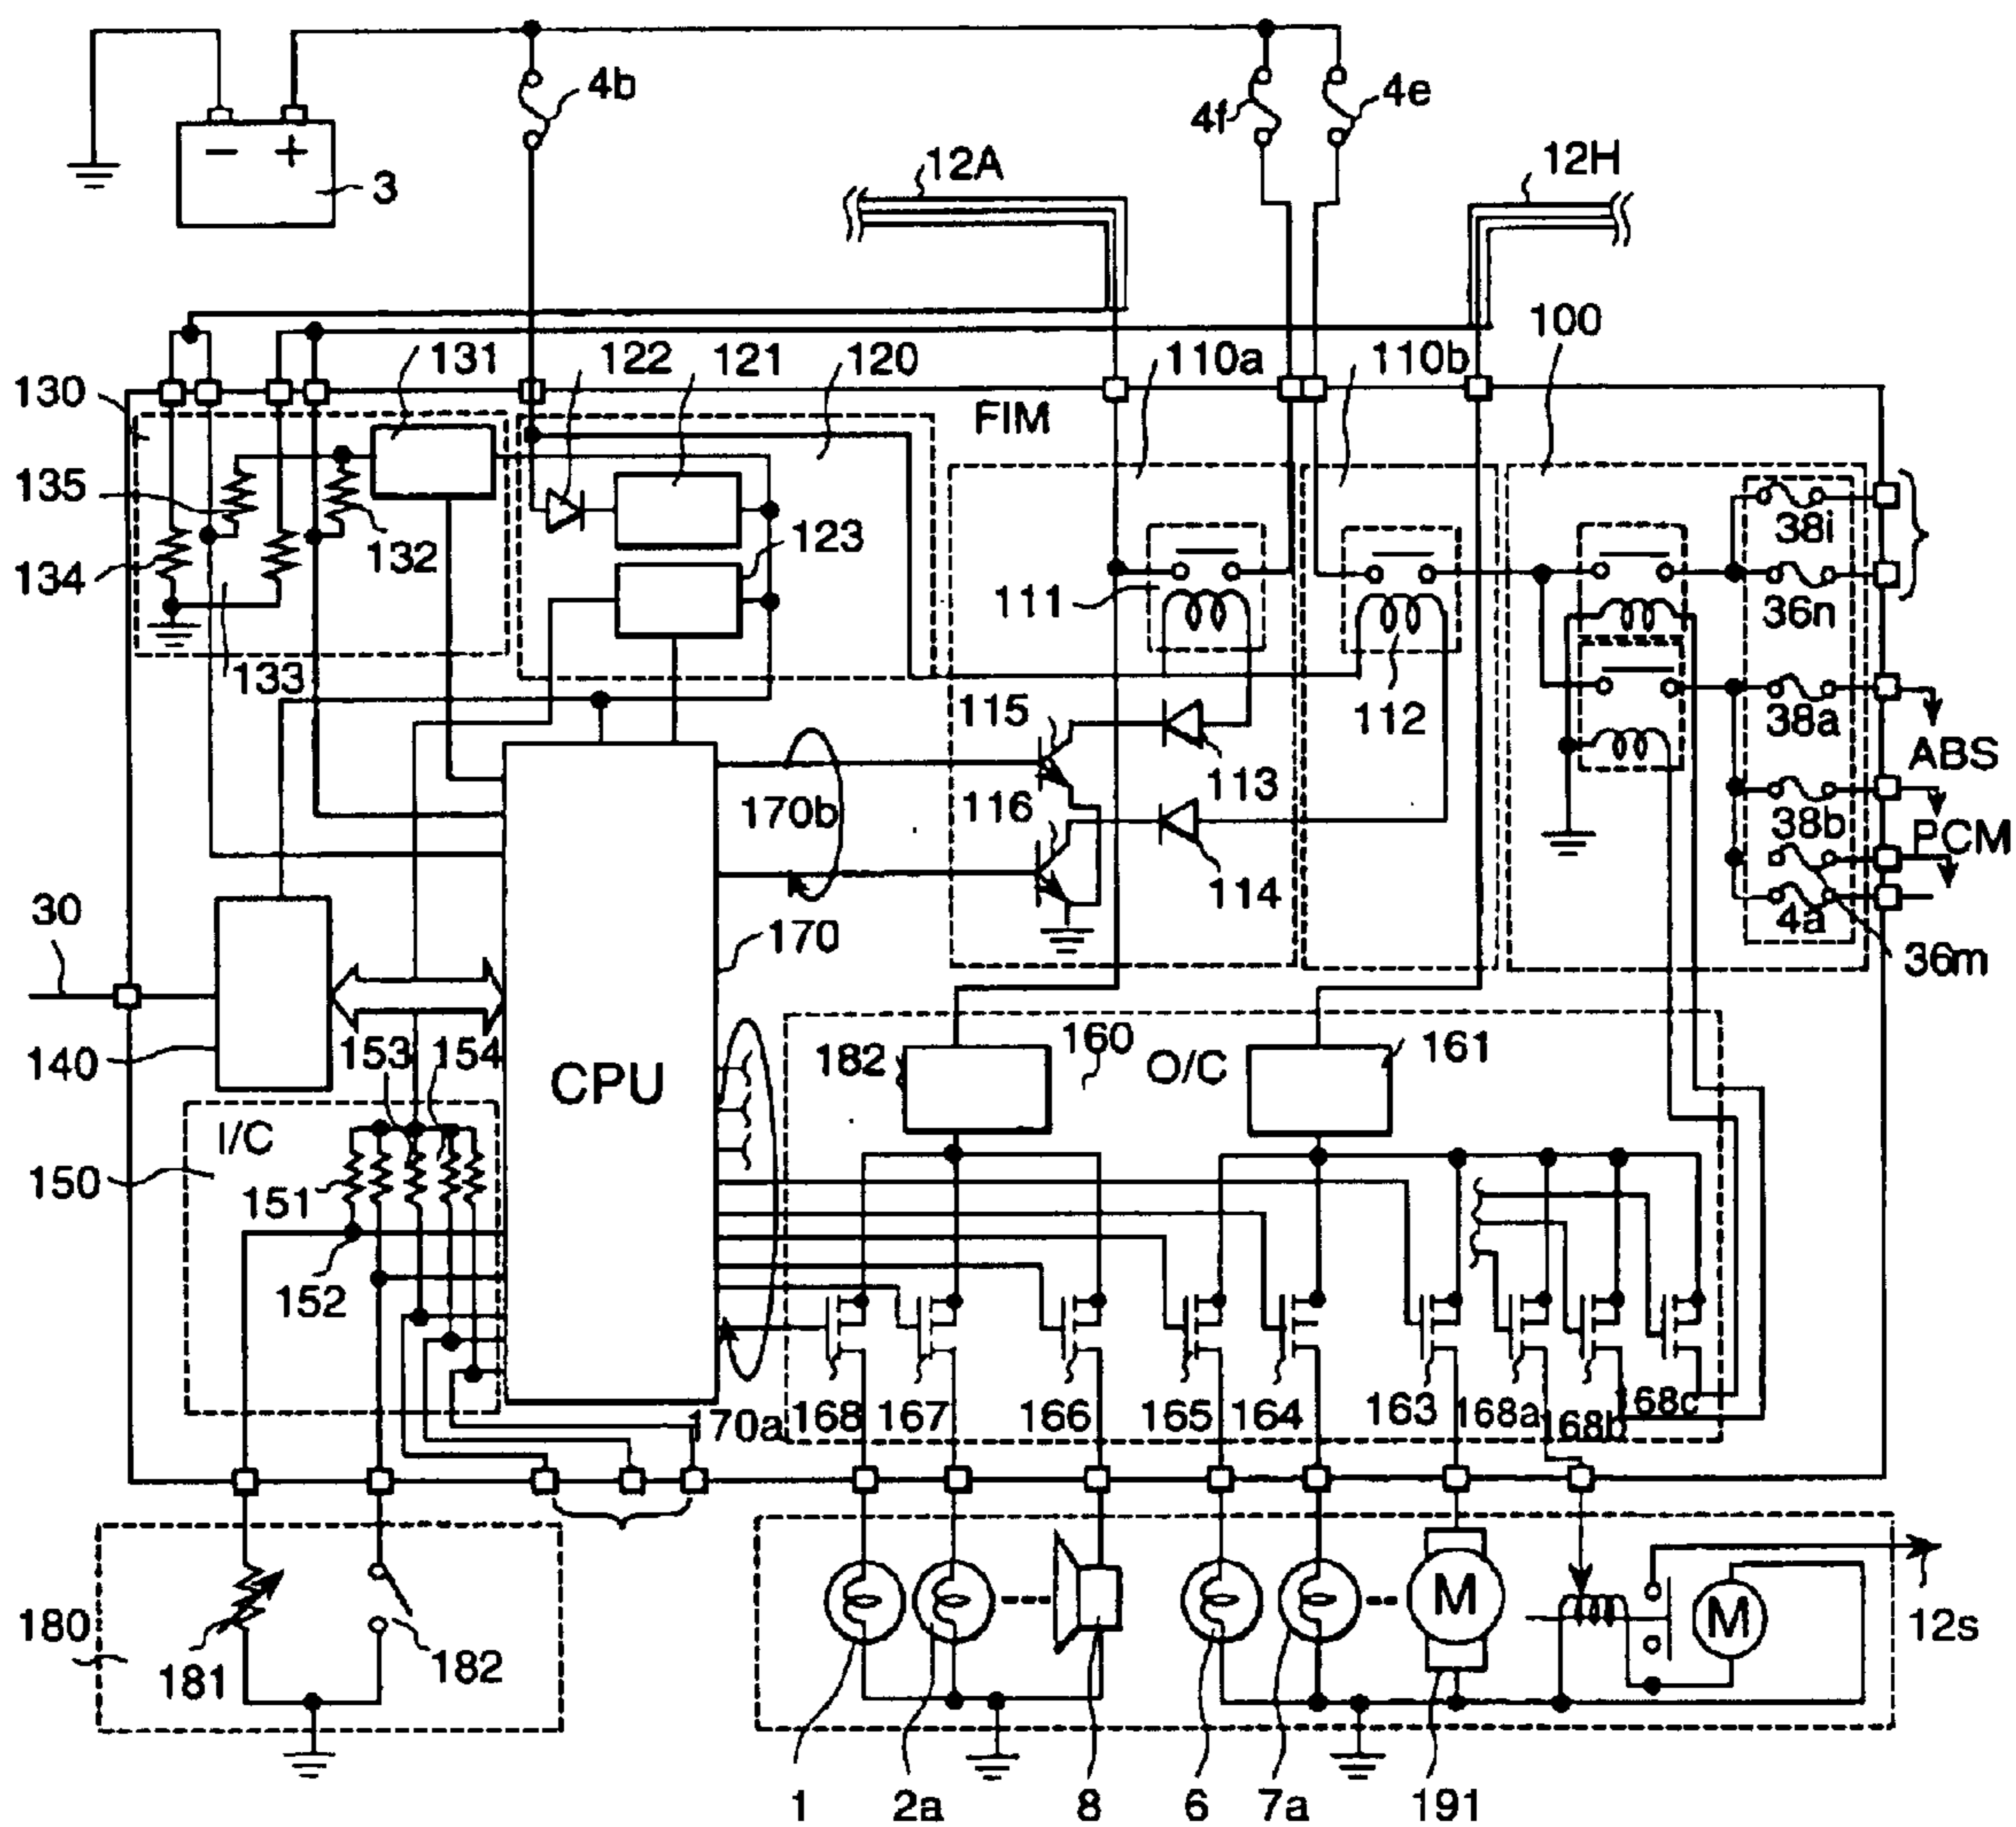 4b
4f
4e
12A
12H
− +
3
100
131
122
121
120
110a
110b
130
FIM
135
38i
123
132
134
111
36n
133
115
112
38a
113
ABS
116
170b
38b
PCM
114
30
170
4a
36m
153
154
182
160
O/C
161
140
CPU
I/C
150
151
152
170a
168
167
166
165
164
163
168a
168b
168c
M
M
180
181
182
12s
1
2a
8
6
7a
191